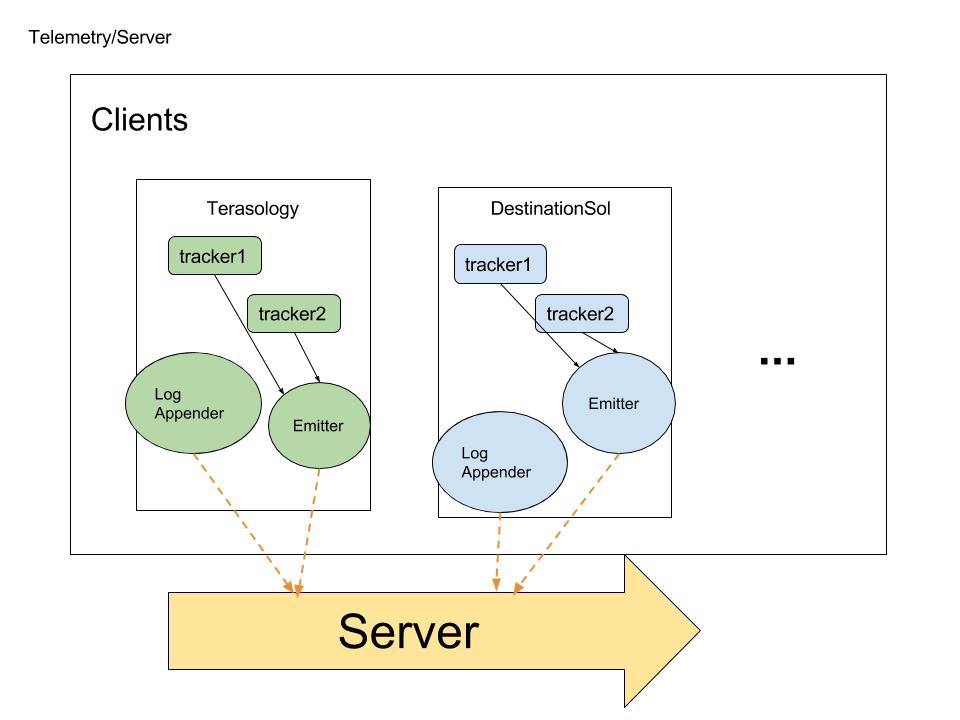 Telemetry/Server
Clients
Terasology
tracker1
tracker2
Log
Appender
Emitter
DestinationSol
tracker1
tracker2
Emitter
Log
Appender
...
Server